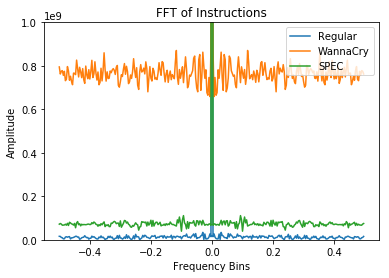 FFT of Instructions
1e9
1.0
0.8
0.6
0.4
0.2
0.0
Amplitude
Regular
WannaCry
SPEC
−0.4 −0.2 0.0 0.2 0.4
Frequency Bins